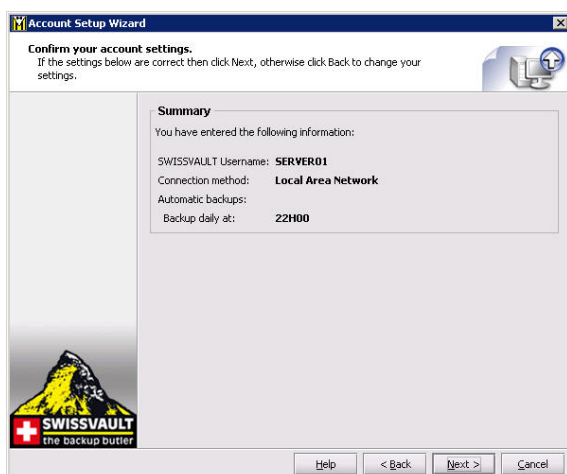 Account Setup Wizard
Confirm your account settings.
If the settings below are correct then click Next, otherwise click Back to change your
settings.
Summary
You have entered the following information:
SWISSVAULT Username: SERVER01
Connection method: Local Area Network
Automatic backups:
Backup daily at: 22H00
SWISSVAULT
the backup butler
Help
< Back
Next >
Cancel